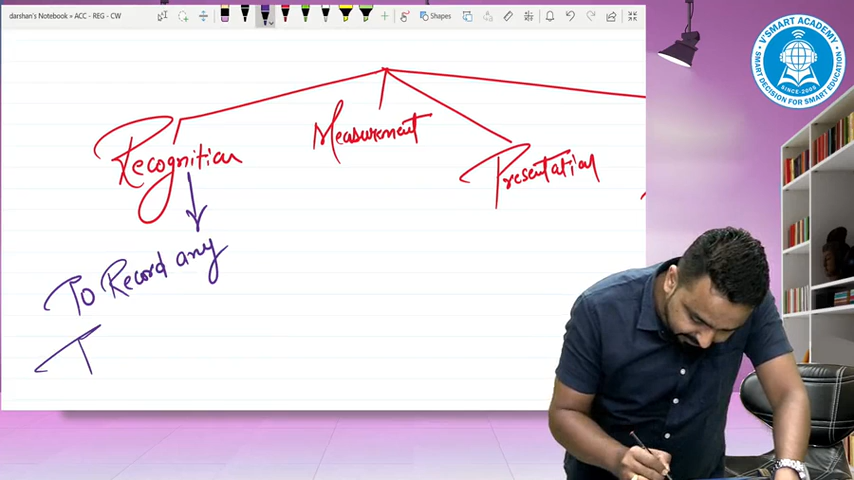 darshan's Notebook » ACC - REG - CW
Shapes
V'SMART ACADEMY
SMART DECISION FOR SMART EDUCATION
SINCE-2005
Recognition
Measurement
Presentation
To Record any
T